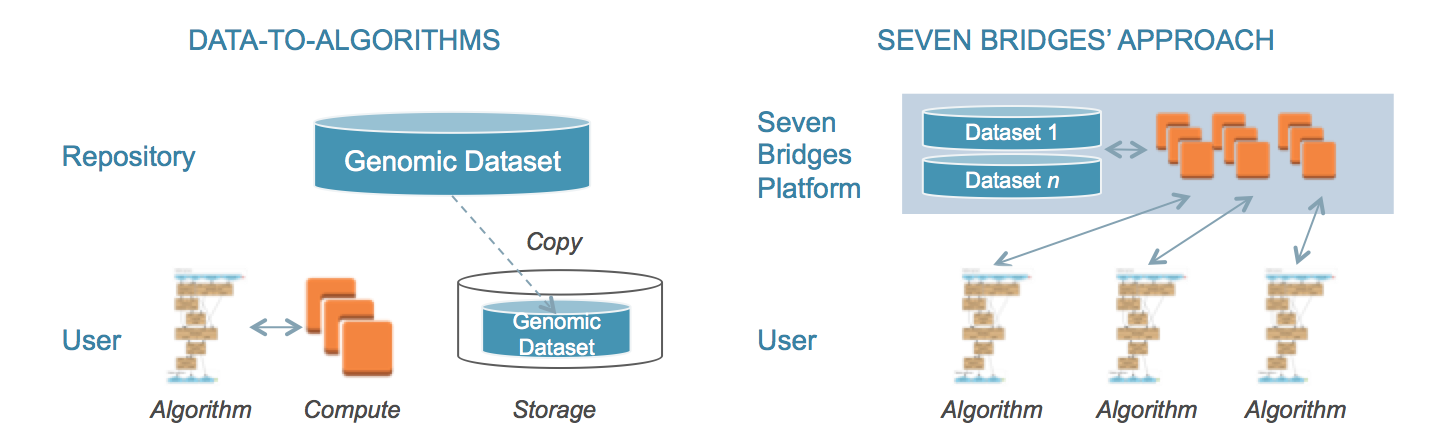 DATA-TO-ALGORITHMS
Repository
Genomic Dataset
Copy
User
Genomic
Dataset
Algorithm
Compute
Storage
SEVEN BRIDGES’ APPROACH
Seven
Bridges
Platform
Dataset 1
Dataset n
User
Algorithm
Algorithm
Algorithm